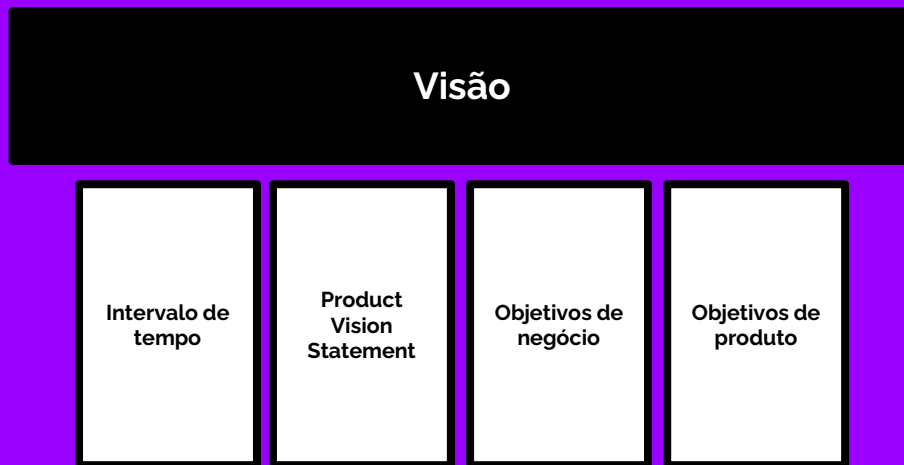 Visão
Intervalo de
tempo
Product
Vision
Statement
Objetivos de
negócio
Objetivos de
produto